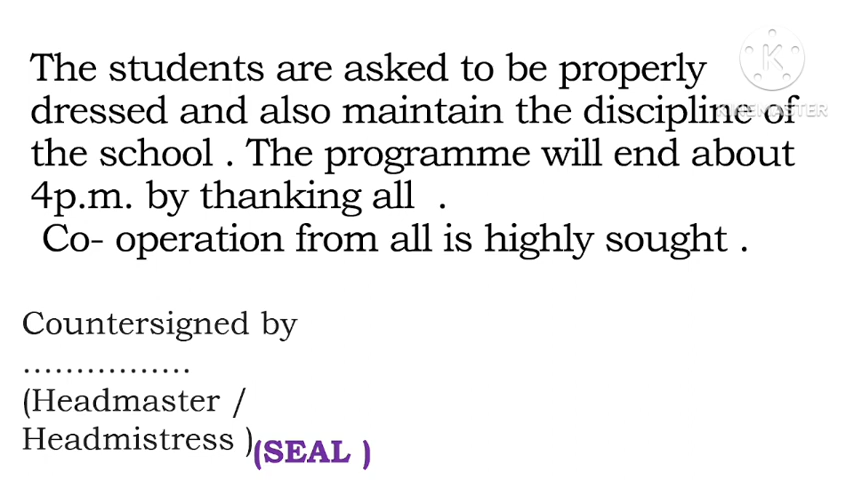 The students are asked to be properly
dressed and also maintain the discipline of
the school . The programme will end about
4p.m. by thanking all .
Co- operation from all is highly sought .
Countersigned by
................
(Headmaster /
Headmistress )
(SEAL )
K
KINEMASTER